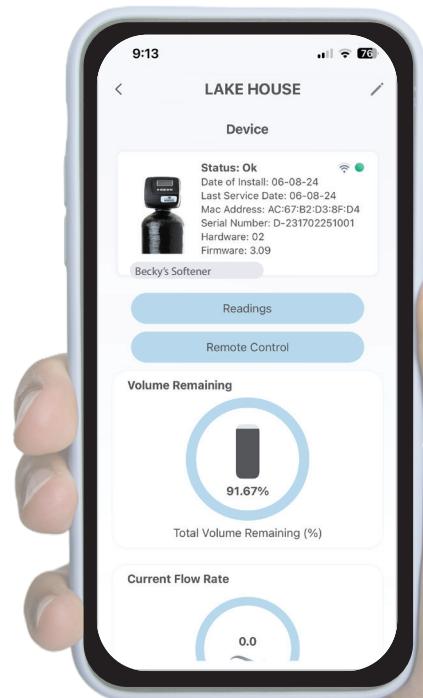 9:13
76
LAKE HOUSE
Device
Status: Ok
Date of Install: 06-08-24
Last Service Date: 06-08-24
Mac Address: AC:67:B2:D3:8F:D4
Serial Number: D-231702251001
Hardware: 02
Firmware: 3.09
Becky's Softener
Readings
Remote Control
Volume Remaining
91.67%
Total Volume Remaining (%)
Current Flow Rate
0.0